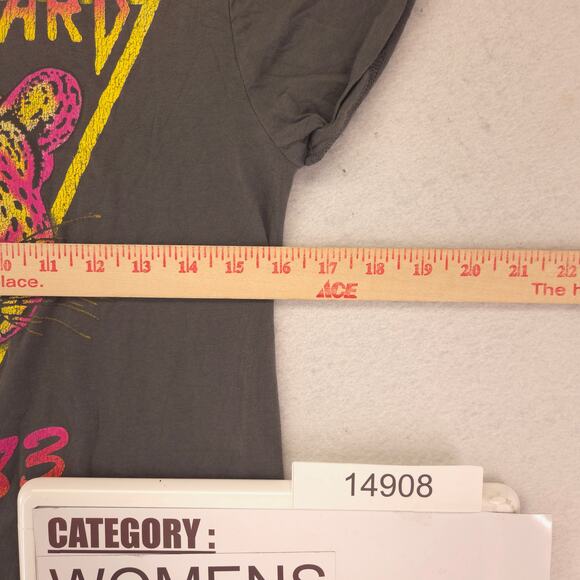 ARD
0 11 12 13 14 15 16 17 18 19 20 21 22
lace. ACE The h
33
14908
CATEGORY :
WOMENS